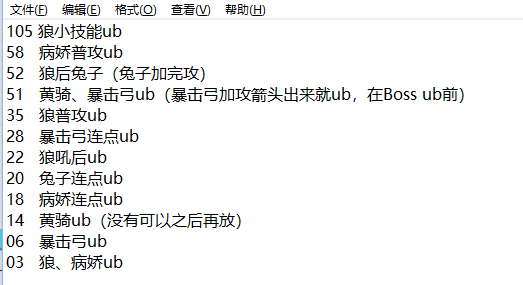 文件(F) 编辑(E) 格式(O) 查看(V) 帮助(H)
105 狼小技能ub
58 病娇普攻ub
52 狼后兔子（兔子加完攻）
51 黄骑、暴击弓ub（暴击弓加攻箭头出来就ub，在Boss ub前）
35 狼普攻ub
28 暴击弓连点ub
22 狼吼后ub
20 兔子连点ub
18 病娇连点ub
14 黄骑ub（没有可以之后再放）
06 暴击弓ub
03 狼、病娇ub